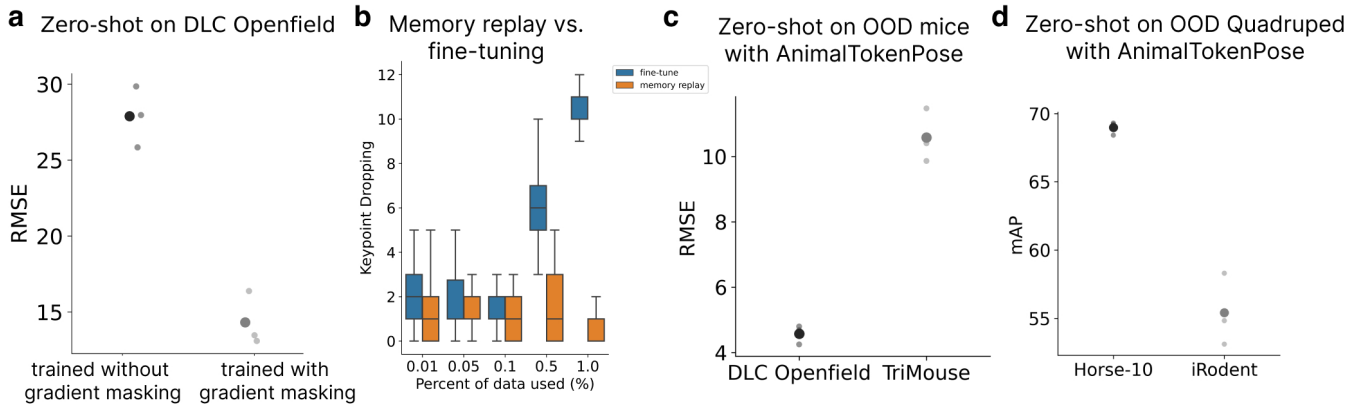 a
Zero-shot on DLC Openfield
RMSE
30
25
20
15
trained without
gradient masking
trained with
gradient masking
b
Memory replay vs.
fine-tuning
fine-tune
memory replay
Keypoint Dropping
12
10
8
6
4
2
0
0.01 0.05 0.1 0.5 1.0
Percent of data used (%)
c
Zero-shot on OOD mice
with AnimalTokenPose
RMSE
10
8
6
4
DLC Openfield TriMouse
d
Zero-shot on OOD Quadruped
with AnimalTokenPose
mAP
70
65
60
55
Horse-10 iRodent